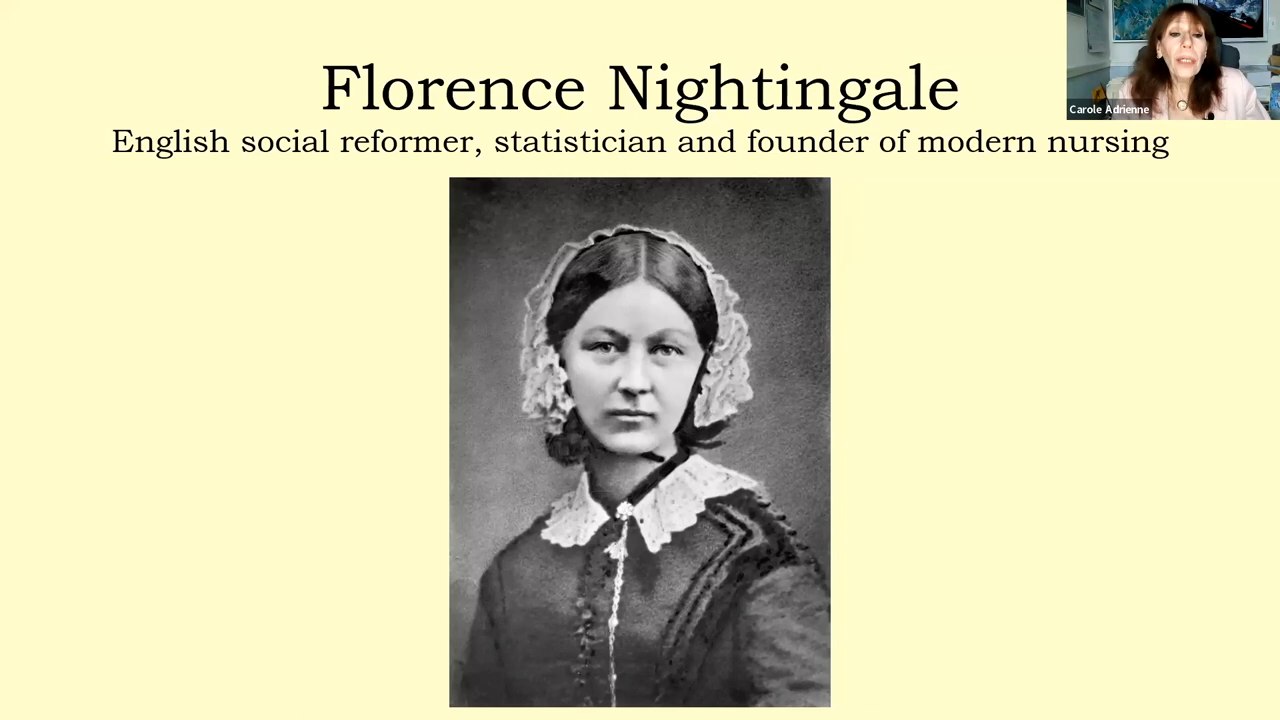 Florence Nightingale
English social reformer, statistician and founder of modern nursing
Carole Adrienne